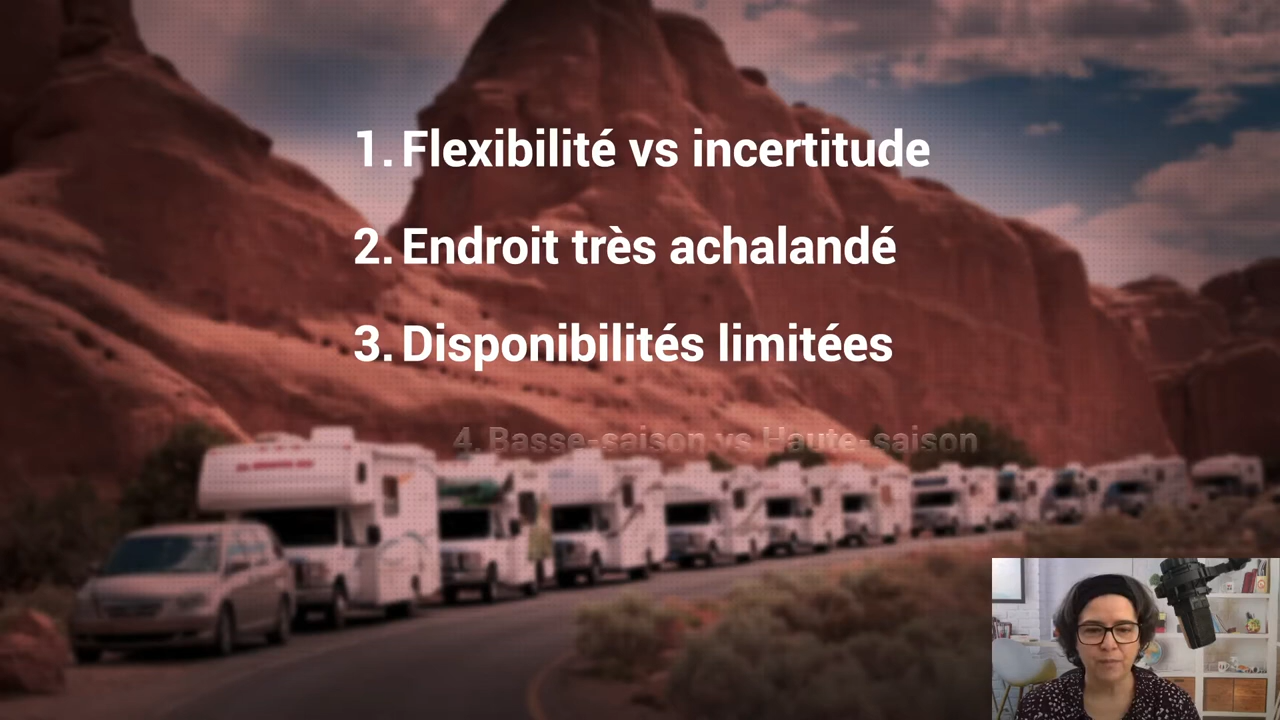 1. Flexibilité vs incertitude
2. Endroit très achalandé
3. Disponibilités limitées
4. Basse-saison vs Haute-saison